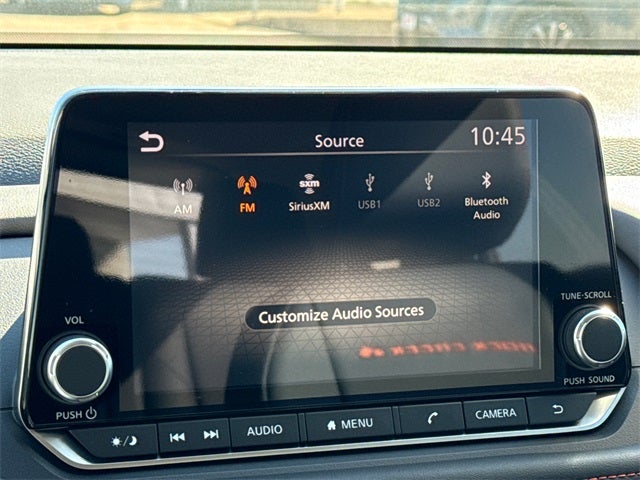 Source
10:45
AM
FM
sxm
SiriusXM
USB1
USB2
Bluetooth
Audio
Customize Audio Sources
VOL
PUSH
TUNE·SCROLL
PUSH SOUND
AUDIO
MENU
CAMERA